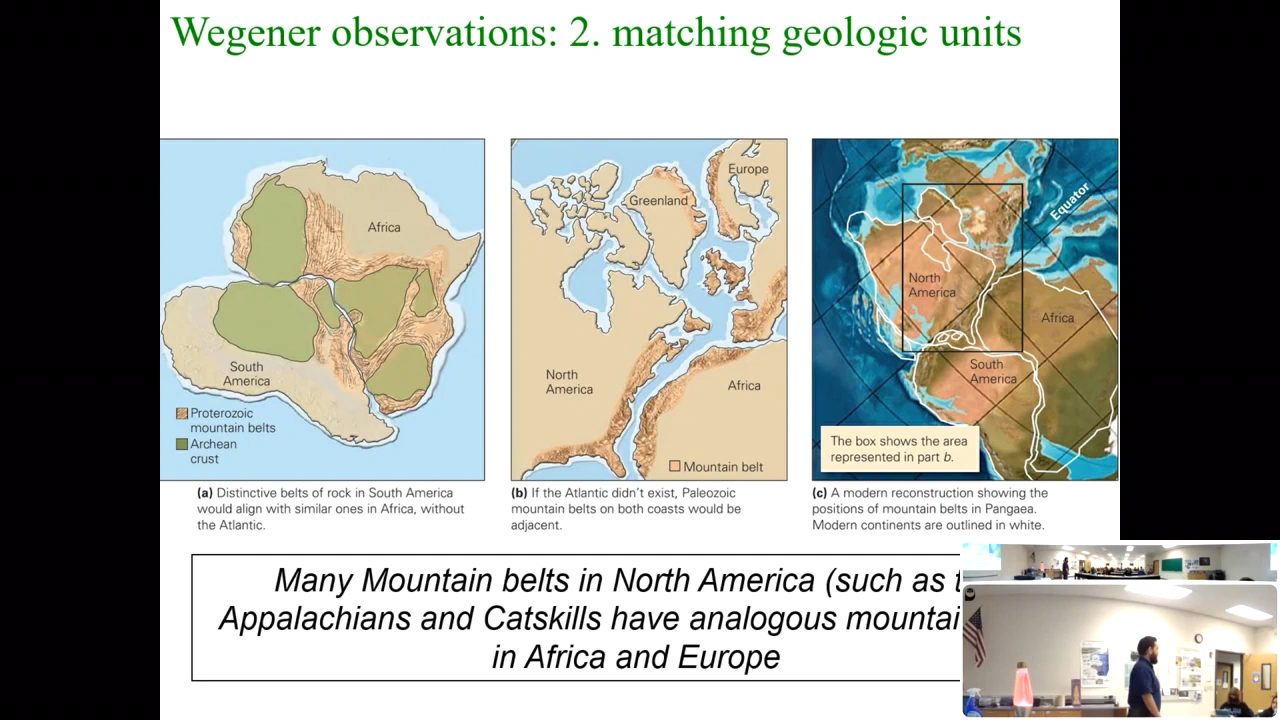 Wegener observations: 2. matching geologic units
Africa
South
America
Proterozoic
mountain belts
Archean
crust
(a) Distinctive belts of rock in South America
would align with similar ones in Africa, without
the Atlantic.
Europe
Greenland
North
America
Africa
Mountain belt
(b) If the Atlantic didn't exist, Paleozoic
mountain belts on both coasts would be
adjacent.
Equator
North
America
Africa
South
America
The box shows the area
represented in part b.
(c) A modern reconstruction showing the
positions of mountain belts in Pangaea.
Modern continents are outlined in white.
Many Mountain belts in North America (such as
Appalachians and Catskills have analogous
in Africa and Europe